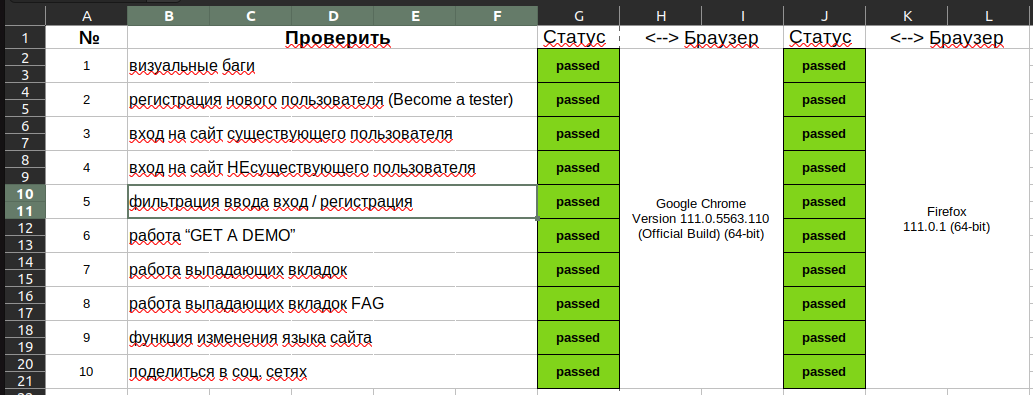 A B C D E F G H I J K L
1 № Проверить Статус <--> Браузер Статус <--> Браузер
2
3
1 визуальные баги passed passed
4
5
2 регистрация нового пользователя (Become a tester) passed passed
6
7
3 вход на сайт существующего пользователя passed passed
8
9
4 вход на сайт НЕсуществующего пользователя passed passed
10
11
5 фильтрация ввода вход / регистрация passed passed
Google Chrome
Version 111.0.5563.110
(Official Build) (64-bit)
Firefox
111.0.1 (64-bit)
12
13
6 работа “GET A DEMO” passed passed
14
15
7 работа выпадающих вкладок passed passed
16
17
8 работа выпадающих вкладок FAG passed passed
18
19
9 функция изменения языка сайта passed passed
20
21
10 поделиться в соц. сетях passed passed